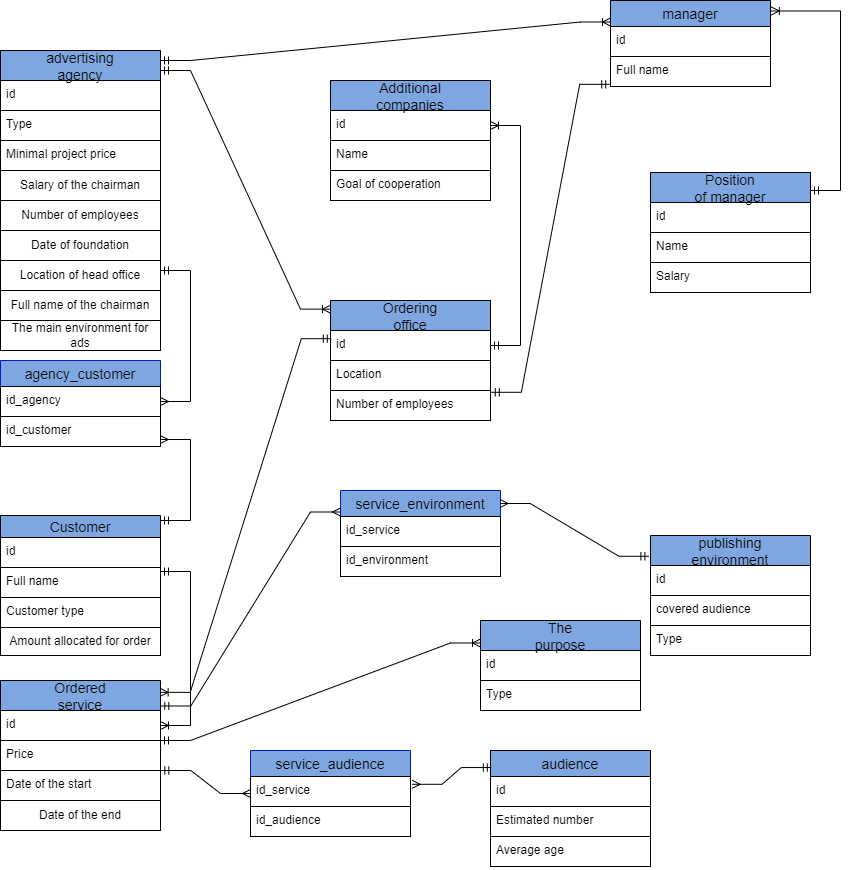 manager
id
Full name
advertising
agency
id
Type
Minimal project price
Salary of the chairman
Number of employees
Date of foundation
Location of head office
Full name of the chairman
The main environment for
ads
Additional
companies
id
Name
Goal of cooperation
Position
of manager
id
Name
Salary
Ordering
office
id
Location
Number of employees
agency_customer
id_agency
id_customer
Customer
id
Full name
Customer type
Amount allocated for order
service_environment
id_service
id_environment
publishing
environment
id
covered audience
Type
The
purpose
id
Type
Ordered
service
id
Price
Date of the start
Date of the end
service_audience
id_service
id_audience
audience
id
Estimated number
Average age